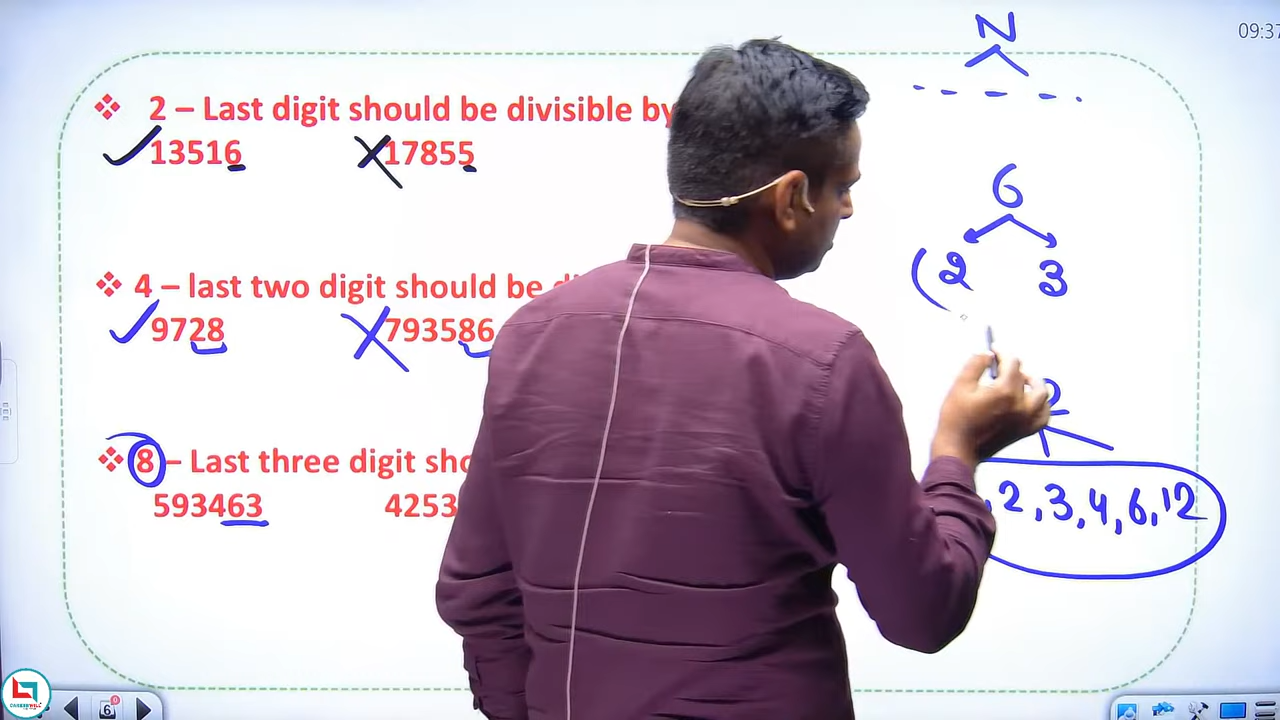 N
09:37
❖ 2 – Last digit should be divisible by
13516 17855
6
2 3
❖ 4 – last two digit should be
9728 793586
❖ 8 – Last three digit
593463 4253
,2,3,4,6,12